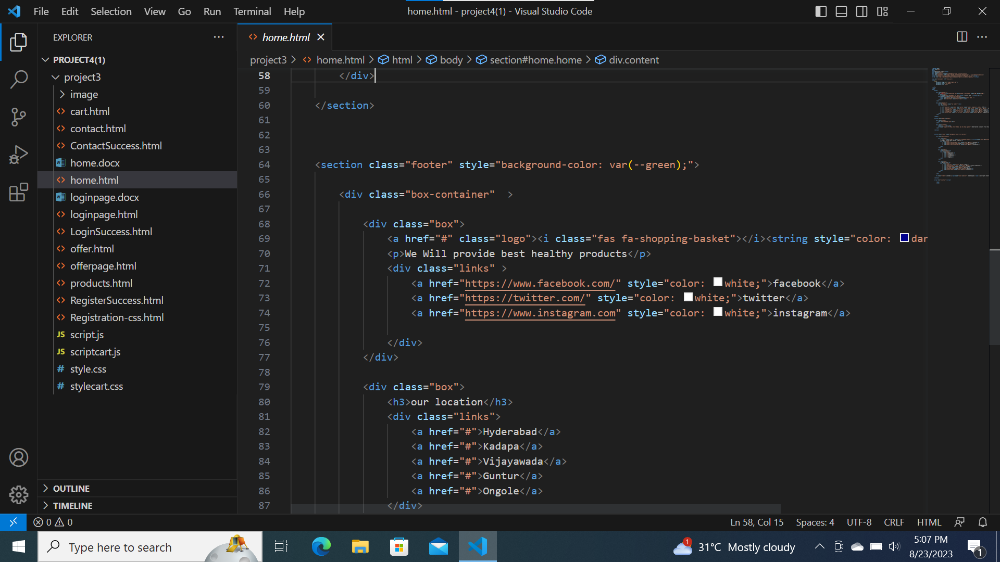 File Edit Selection View Go Run Terminal Help
home.html - project4(1) - Visual Studio Code
EXPLORER
PROJECT4(1)
project3
image
cart.html
contact.html
ContactSuccess.html
home.docx
home.html
loginpage.docx
loginpage.html
LoginSuccess.html
offer.html
offerpage.html
products.html
RegisterSuccess.html
Registration-css.html
JS script.js
JS scriptcart.js
# style.css
# stylecart.css
OUTLINE
TIMELINE
home.html
project3 > home.html > html > body > section#home.home > div.content
58 </div>
59
60 </section>
61
62
63
64 <section class="footer" style="background-color: var(--green);">
65
66 <div class="box-container"  >
67
68 <div class="box">
69 <a href="#" class="logo"><i class="fas fa-shopping-basket"></i><string style="color: dar
70 <p>We Will provide best healthy products</p>
71 <div class="links" >
72 <a href="https://www.facebook.com/" style="color: white;">facebook</a>
73 <a href="https://twitter.com/" style="color: white;">twitter</a>
74 <a href="https://www.instagram.com" style="color: white;">instagram</a>
75
76 </div>
77 </div>
78
79 <div class="box">
80 <h3>our location</h3>
81 <div class="links">
82 <a href="#">Hyderabad</a>
83 <a href="#">Kadapa</a>
84 <a href="#">Vijayawada</a>
85 <a href="#">Guntur</a>
86 <a href="#">Ongole</a>
87 </div>
0 0
Ln 58, Col 15 Spaces: 4 UTF-8 CRLF HTML
Type here to search
1 31°C Mostly cloudy
5:07 PM
8/23/2023
1